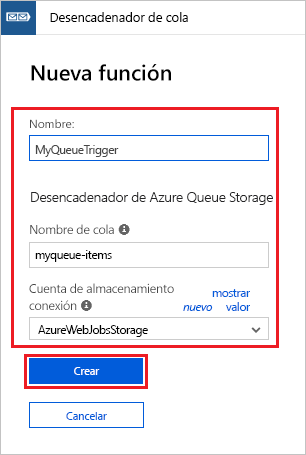 Desencadenador de cola
Nueva función
Nombre:
MyQueueTrigger
Desencadenador de Azure Queue Storage
Nombre de cola
myqueue-items
Cuenta de almacenamiento mostrar
conexión nuevo valor
AzureWebJobsStorage
Crear
Cancelar